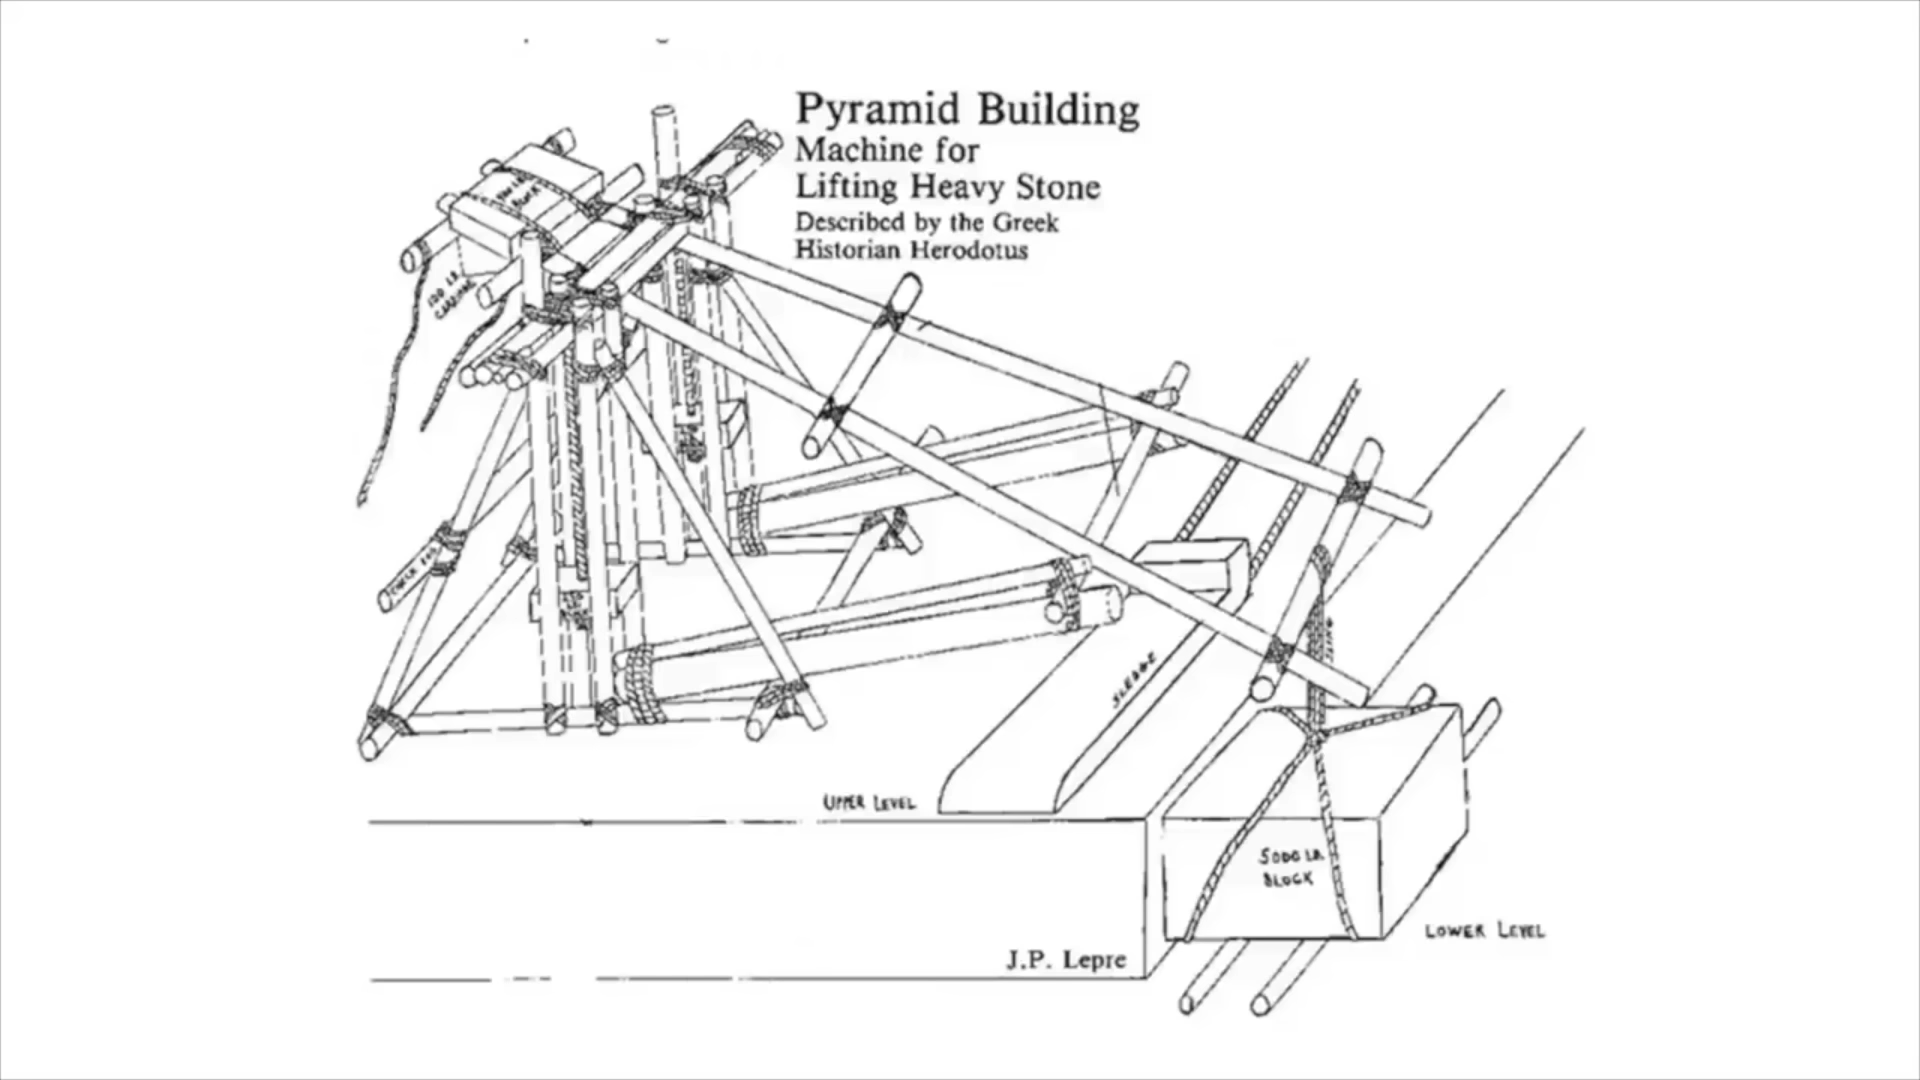 Pyramid Building
Machine for
Lifting Heavy Stone
Described by the Greek
Historian Herodotus
SLING
SLEDGE
UPPER LEVEL
5000 LB.
BLOCK
LOWER LEVEL
J.P. Lepre